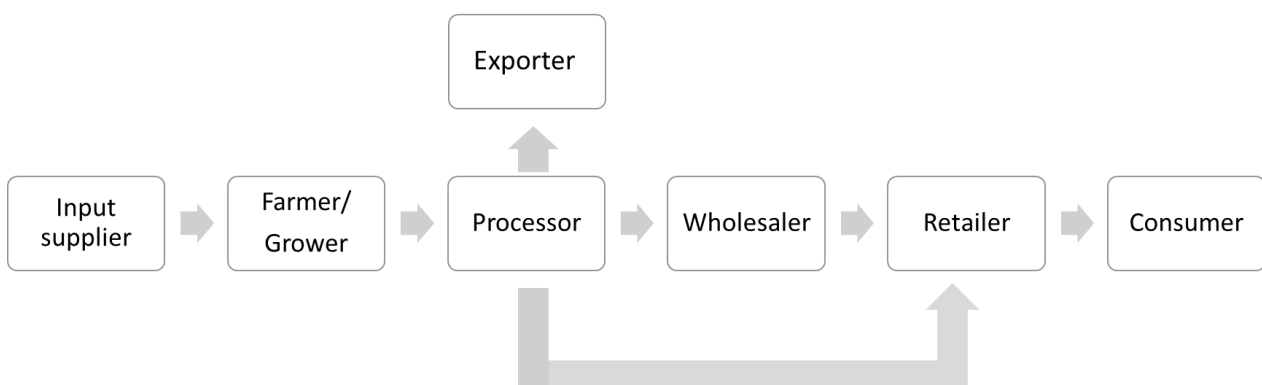 Exporter
Input
supplier
Farmer/
Grower
Processor
Wholesaler
Retailer
Consumer